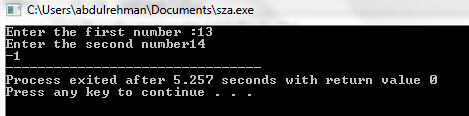 C:\Users\abdulrehman\Documents\sza.exe
Enter the first number :13
Enter the second number14
-1
--------------------------------
Process exited after 5.257 seconds with return value 0
Press any key to continue . . .